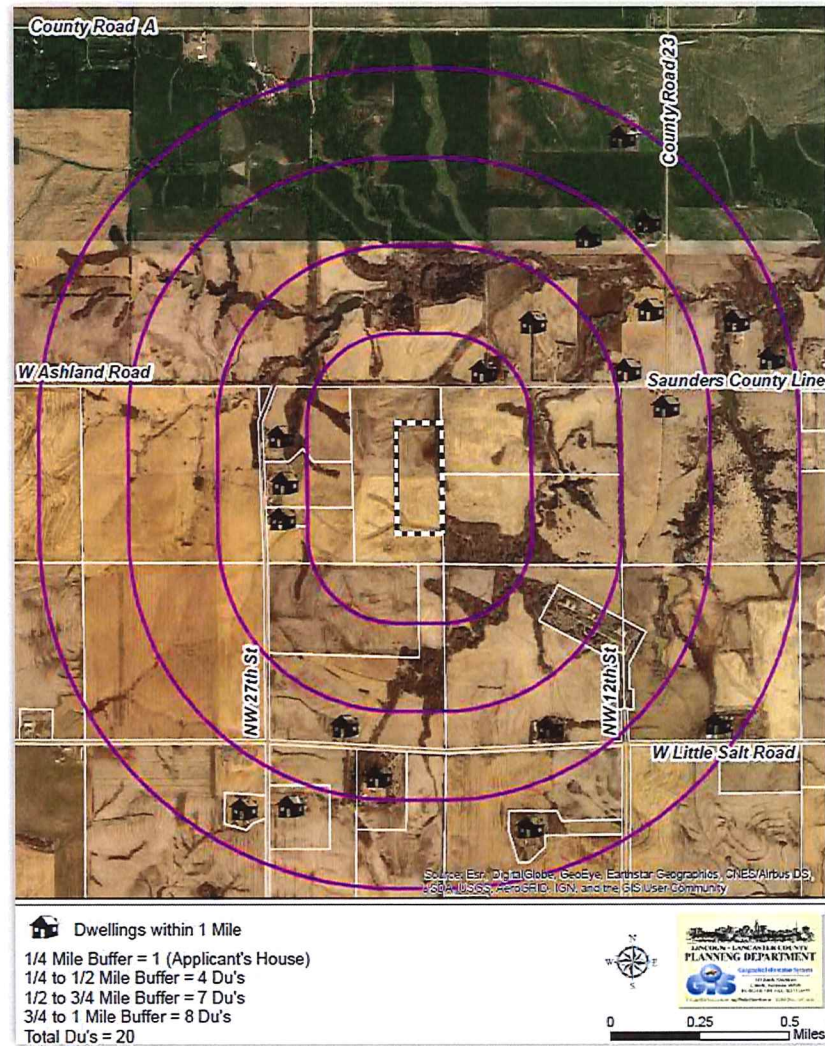 County Road A
County Road 23
W Ashland Road
Saunders County Line
NW 27th St
NW 12th St
W Little Salt Road
Source: Esri, DigitalGlobe, GeoEye, Earthstar Geographics, CNES/Airbus DS,
USDA, USGS, AeroGRID, IGN, and the GIS User Community
Dwellings within 1 Mile
1/4 Mile Buffer = 1 (Applicant's House)
1/4 to 1/2 Mile Buffer = 4 Du's
1/2 to 3/4 Mile Buffer = 7 Du's
3/4 to 1 Mile Buffer = 8 Du's
Total Du's = 20
N
W E
S
LINCOLN - LANCASTER COUNTY
PLANNING DEPARTMENT
GIS
0 0.25 0.5
Miles